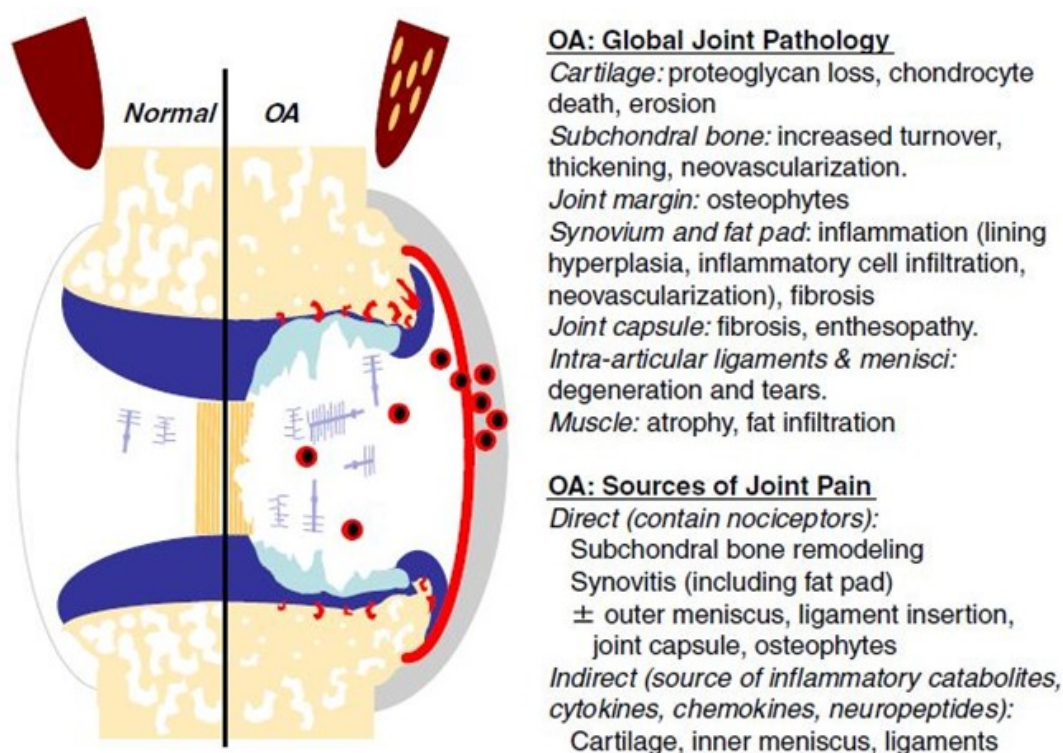 Normal
OA
OA: Global Joint Pathology
Cartilage: proteoglycan loss, chondrocyte
death, erosion
Subchondral bone: increased turnover,
thickening, neovascularization.
Joint margin: osteophytes
Synovium and fat pad: inflammation (lining
hyperplasia, inflammatory cell infiltration,
neovascularization), fibrosis
Joint capsule: fibrosis, enthesopathy.
Intra-articular ligaments & menisci:
degeneration and tears.
Muscle: atrophy, fat infiltration
OA: Sources of Joint Pain
Direct (contain nociceptors):
Subchondral bone remodeling
Synovitis (including fat pad)
± outer meniscus, ligament insertion,
joint capsule, osteophytes
Indirect (source of inflammatory catabolites,
cytokines, chemokines, neuropeptides):
Cartilage, inner meniscus, ligaments